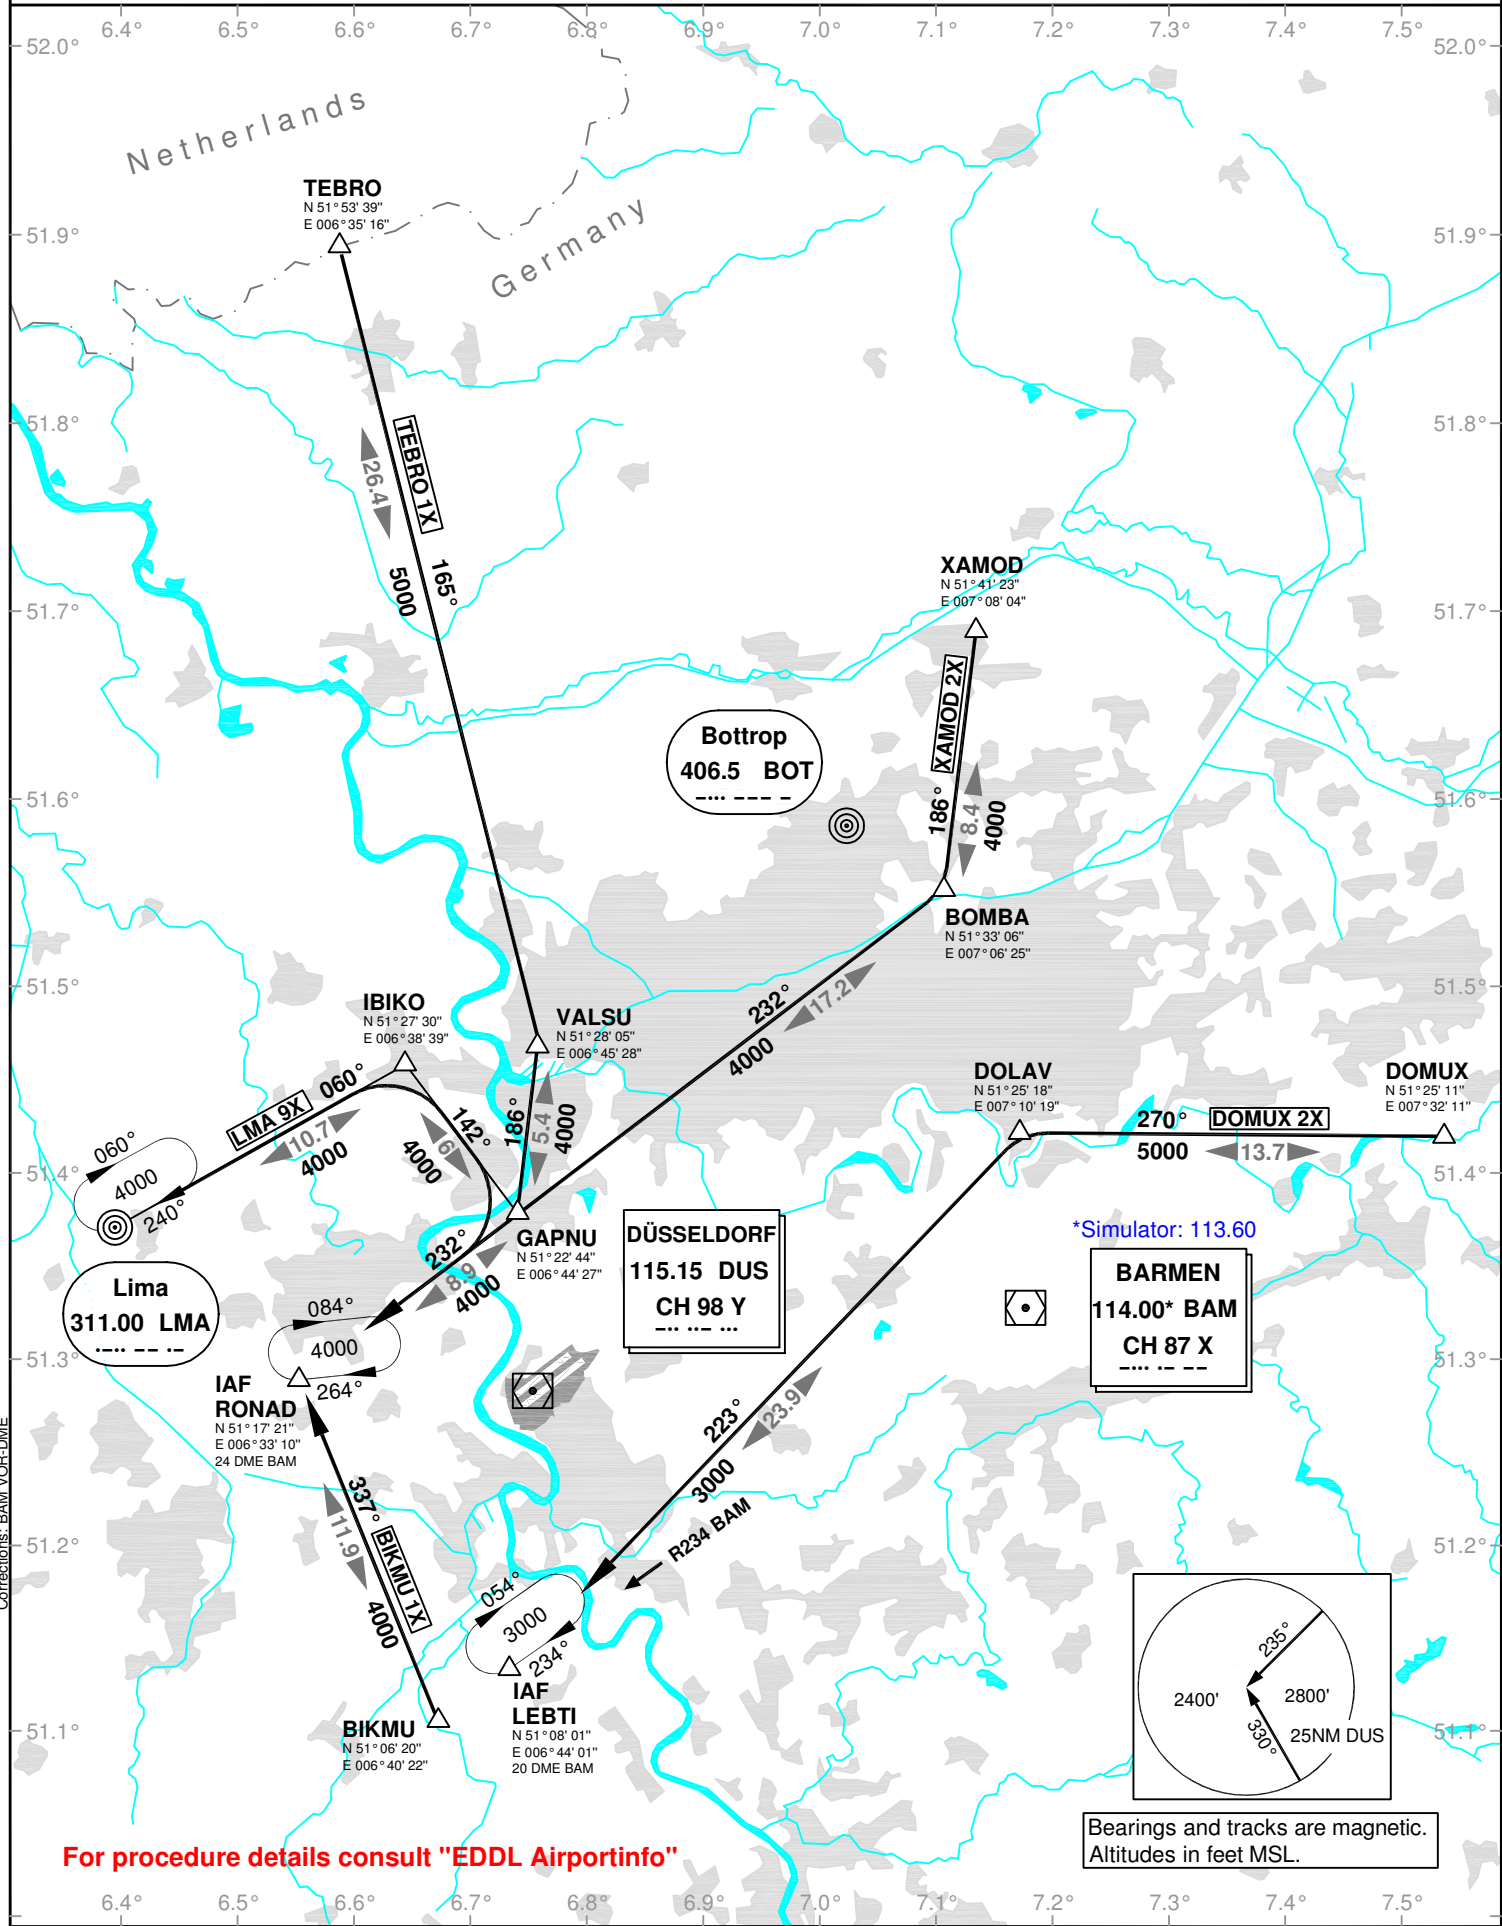 6.4° 6.5° 6.6° 6.7° 6.8° 6.9° 7.0° 7.1° 7.2° 7.3° 7.4° 7.5°
52.0° 52.0°
Netherlands
TEBRO
N 51° 53' 39"
E 006° 35' 16"
Germany
51.9° 51.9°
51.8° 51.8°
TEBRO 1X
26.4
165°
5000
XAMOD
N 51° 41' 23"
E 007° 08' 04"
51.7° 51.7°
XAMOD 2X
Bottrop
406.5 BOT
–··· ––– –
186°
8.4
4000
51.6° 51.6°
BOMBA
N 51° 33' 06"
E 007° 06' 25"
51.5° 51.5°
232°
17.2
4000
IBIKO
N 51° 27' 30"
E 006° 38' 39"
VALSU
N 51° 28' 05"
E 006° 45' 28"
DOLAV
N 51° 25' 18"
E 007° 10' 19"
DOMUX
N 51° 25' 11"
E 007° 32' 11"
270° DOMUX 2X
5000 13.7
LMA 9X 060°
10.7
4000
142°
6
4000
186°
5.4
4000
51.4° 51.4°
060°
4000
240°
GAPNU
N 51° 22' 44"
E 006° 44' 27"
232°
8.9
4000
DÜSSELDORF
115.15 DUS
CH 98 Y
–·· ··– ···
*Simulator: 113.60
BARMEN
114.00* BAM
CH 87 X
–··· ·– ––
Lima
311.00 LMA
·–·· –– ·–
084°
4000
264°
51.3° 51.3°
IAF
RONAD
N 51° 17' 21"
E 006° 33' 10"
24 DME BAM
223°
23.9
3000
R234 BAM
337° BIKMU 1X
11.9
4000
51.2° 51.2°
Corrections: BAM VOR-DME
054°
3000
234°
IAF
LEBTI
N 51° 08' 01"
E 006° 44' 01"
20 DME BAM
BIKMU
N 51° 06' 20"
E 006° 40' 22"
51.1° 51.1°
235°
2400' 2800'
330°
25NM DUS
Bearings and tracks are magnetic.
Altitudes in feet MSL.
For procedure details consult "EDDL Airportinfo"
6.4° 6.5° 6.6° 6.7° 6.8° 6.9° 7.0° 7.1° 7.2° 7.3° 7.4° 7.5°